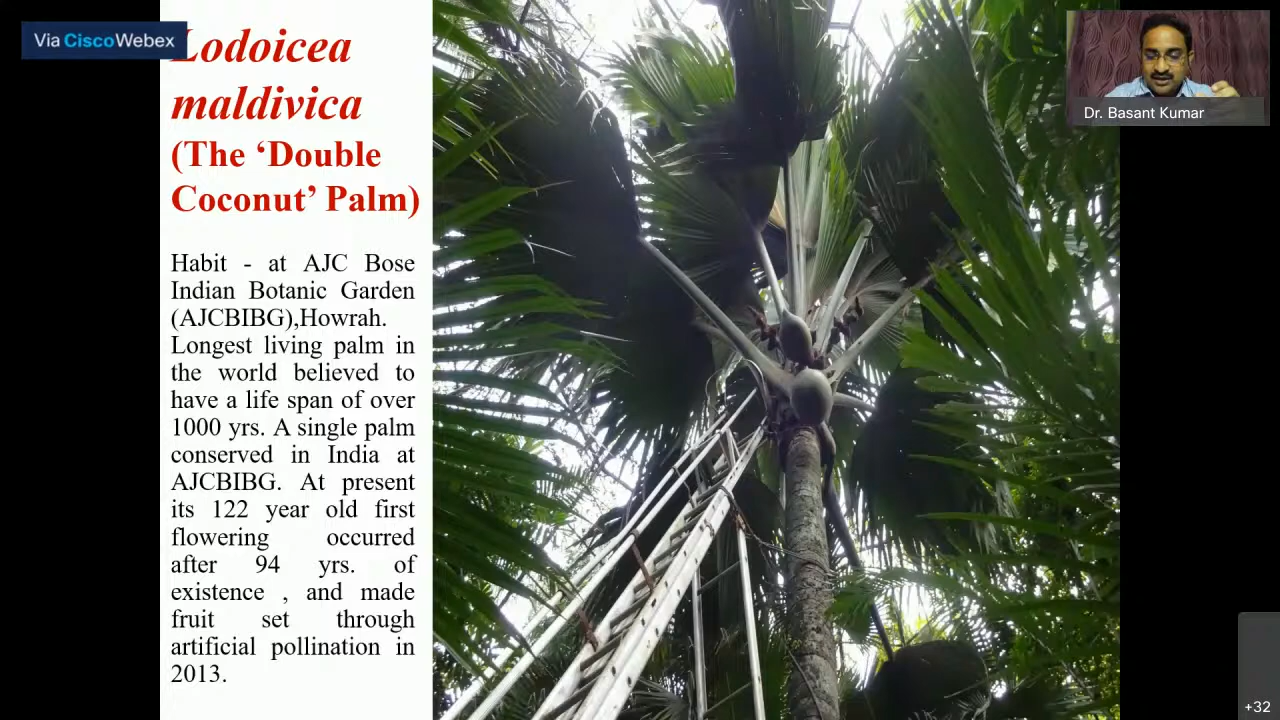 Via Cisco Webex
Lodoicea
maldivica
(The ‘Double
Coconut’ Palm)
Habit - at AJC Bose
Indian Botanic Garden
(AJCBIBG),Howrah.
Longest living palm in
the world believed to
have a life span of over
1000 yrs. A single palm
conserved in India at
AJCBIBG. At present
its 122 year old first
flowering occurred
after 94 yrs. of
existence , and made
fruit set through
artificial pollination in
2013.
Dr. Basant Kumar
+32